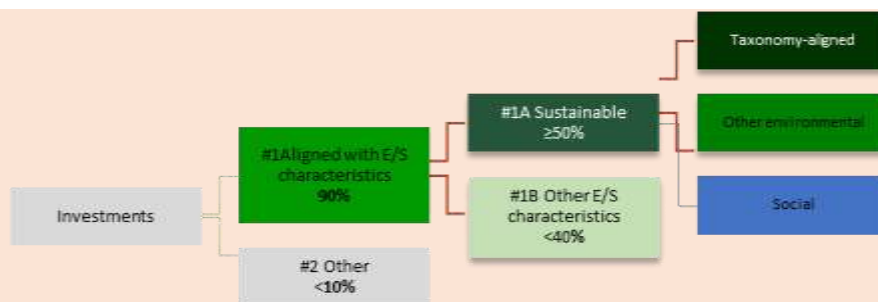 Taxonomy-aligned
#1A Sustainable
≥50%
Other environmental
#1Aligned with E/S
characteristics
90%
#1B Other E/S
characteristics
<40%
Social
Investments
#2 Other
<10%